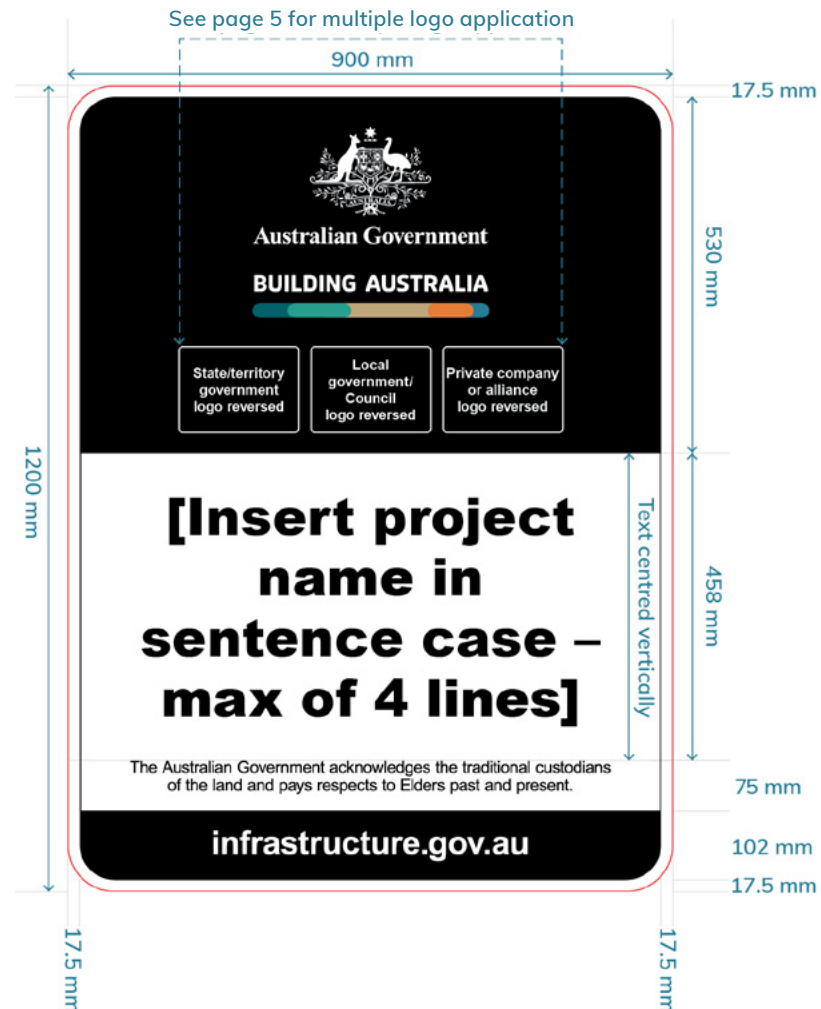 See page 5 for multiple logo application
900 mm
17.5 mm
AUSTRALIA
Australian Government
BUILDING AUSTRALIA
530 mm
State/territory
government
logo reversed
Local
government/
Council
logo reversed
Private company
or alliance
logo reversed
1200 mm
[Insert project
name in
sentence case –
max of 4 lines]
Text centred vertically
458 mm
The Australian Government acknowledges the traditional custodians
of the land and pays respects to Elders past and present.
75 mm
infrastructure.gov.au
102 mm
17.5 mm
17.5 mm
17.5 mm